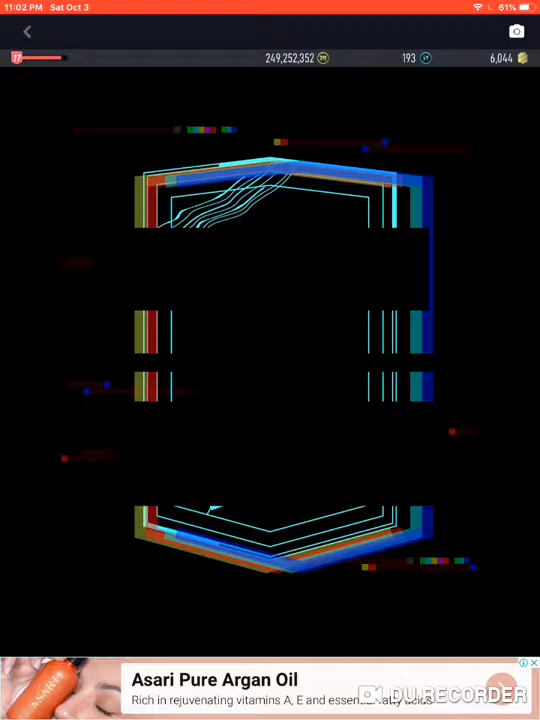 11:02 PM Sat Oct 3
61%
17
249,252,352
193
6,044
Asari Pure Argan Oil
Rich in rejuvenating vitamins A, E and essential fatty acids
ASARI
DU RECORDER